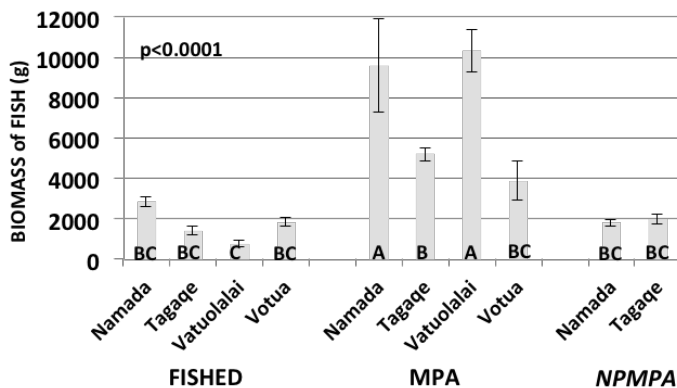 BIOMASS of FISH (g)
12000
10000
8000
6000
4000
2000
0
p<0.0001
BC BC C BC A B A BC BC BC
Namada Tagaqe Vatuolalai Votua Namada Tagaqe Vatuolalai Votua Namada Tagaqe
FISHED MPA NPMPA